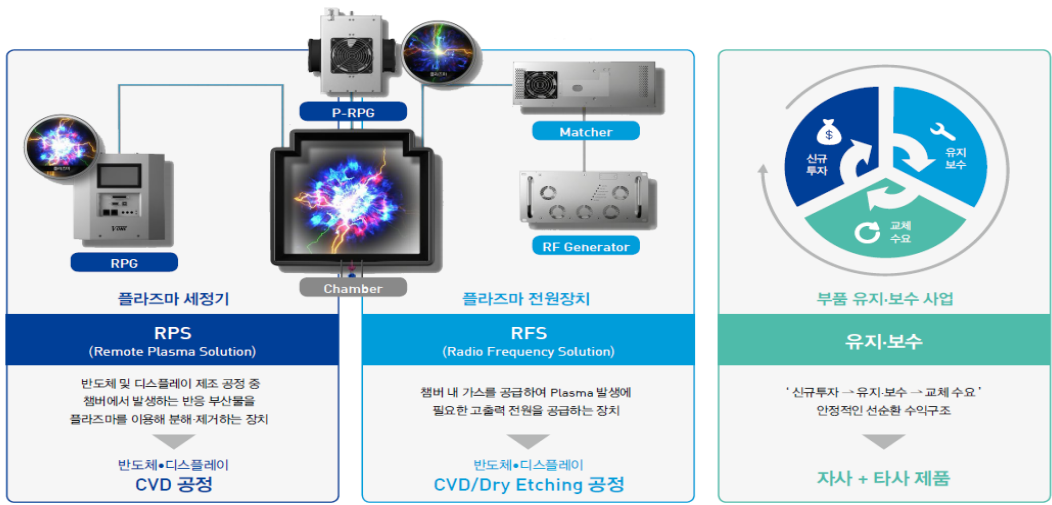 플라즈마
P-RPG
Matcher
RF Generator
RPG
Chamber
플라즈마 세정기
RPS
(Remote Plasma Solution)
반도체 및 디스플레이 제조 공정 중
챔버에서 발생하는 반응 부산물을
플라즈마를 이용해 분해·제거하는 장치
반도체•디스플레이
CVD 공정
플라즈마 전원장치
RFS
(Radio Frequency Solution)
챔버 내 가스를 공급하여 Plasma 발생에
필요한 고출력 전원을 공급하는 장치
반도체•디스플레이
CVD/Dry Etching 공정
$
신규
투자
유지
보수
교체
수요
부품 유지·보수 사업
유지·보수
‘ 신규투자 → 유지·보수 → 교체 수요 ’
안정적인 선순환 수익구조
자사 + 타사 제품